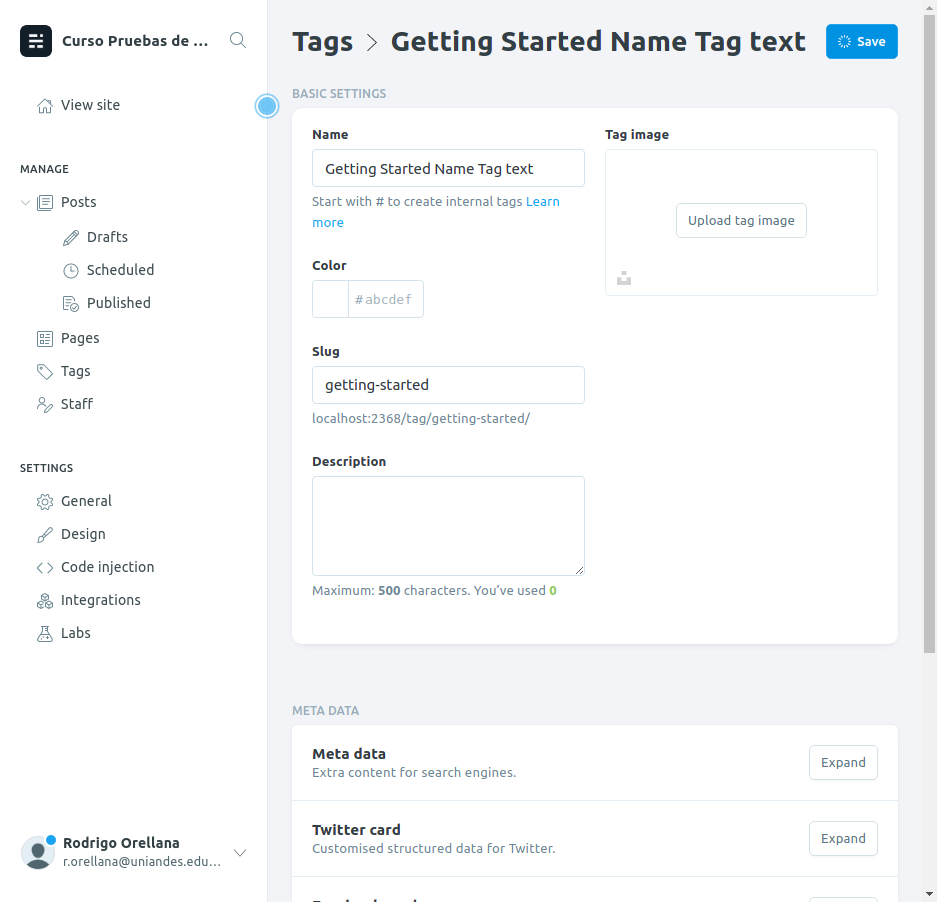 Curso Pruebas de ...
View site
MANAGE
Posts
Drafts
Scheduled
Published
Pages
Tags
Staff
SETTINGS
General
Design
Code injection
Integrations
Labs
Rodrigo Orellana
r.orellana@uniandes.edu...
Tags > Getting Started Name Tag text
Save
BASIC SETTINGS
Name
Getting Started Name Tag text
Start with # to create internal tags Learn
more
Color
#abcdef
Slug
getting-started
localhost:2368/tag/getting-started/
Description
Maximum: 500 characters. You’ve used 0
Tag image
Upload tag image
META DATA
Meta data
Extra content for search engines.
Expand
Twitter card
Customised structured data for Twitter.
Expand